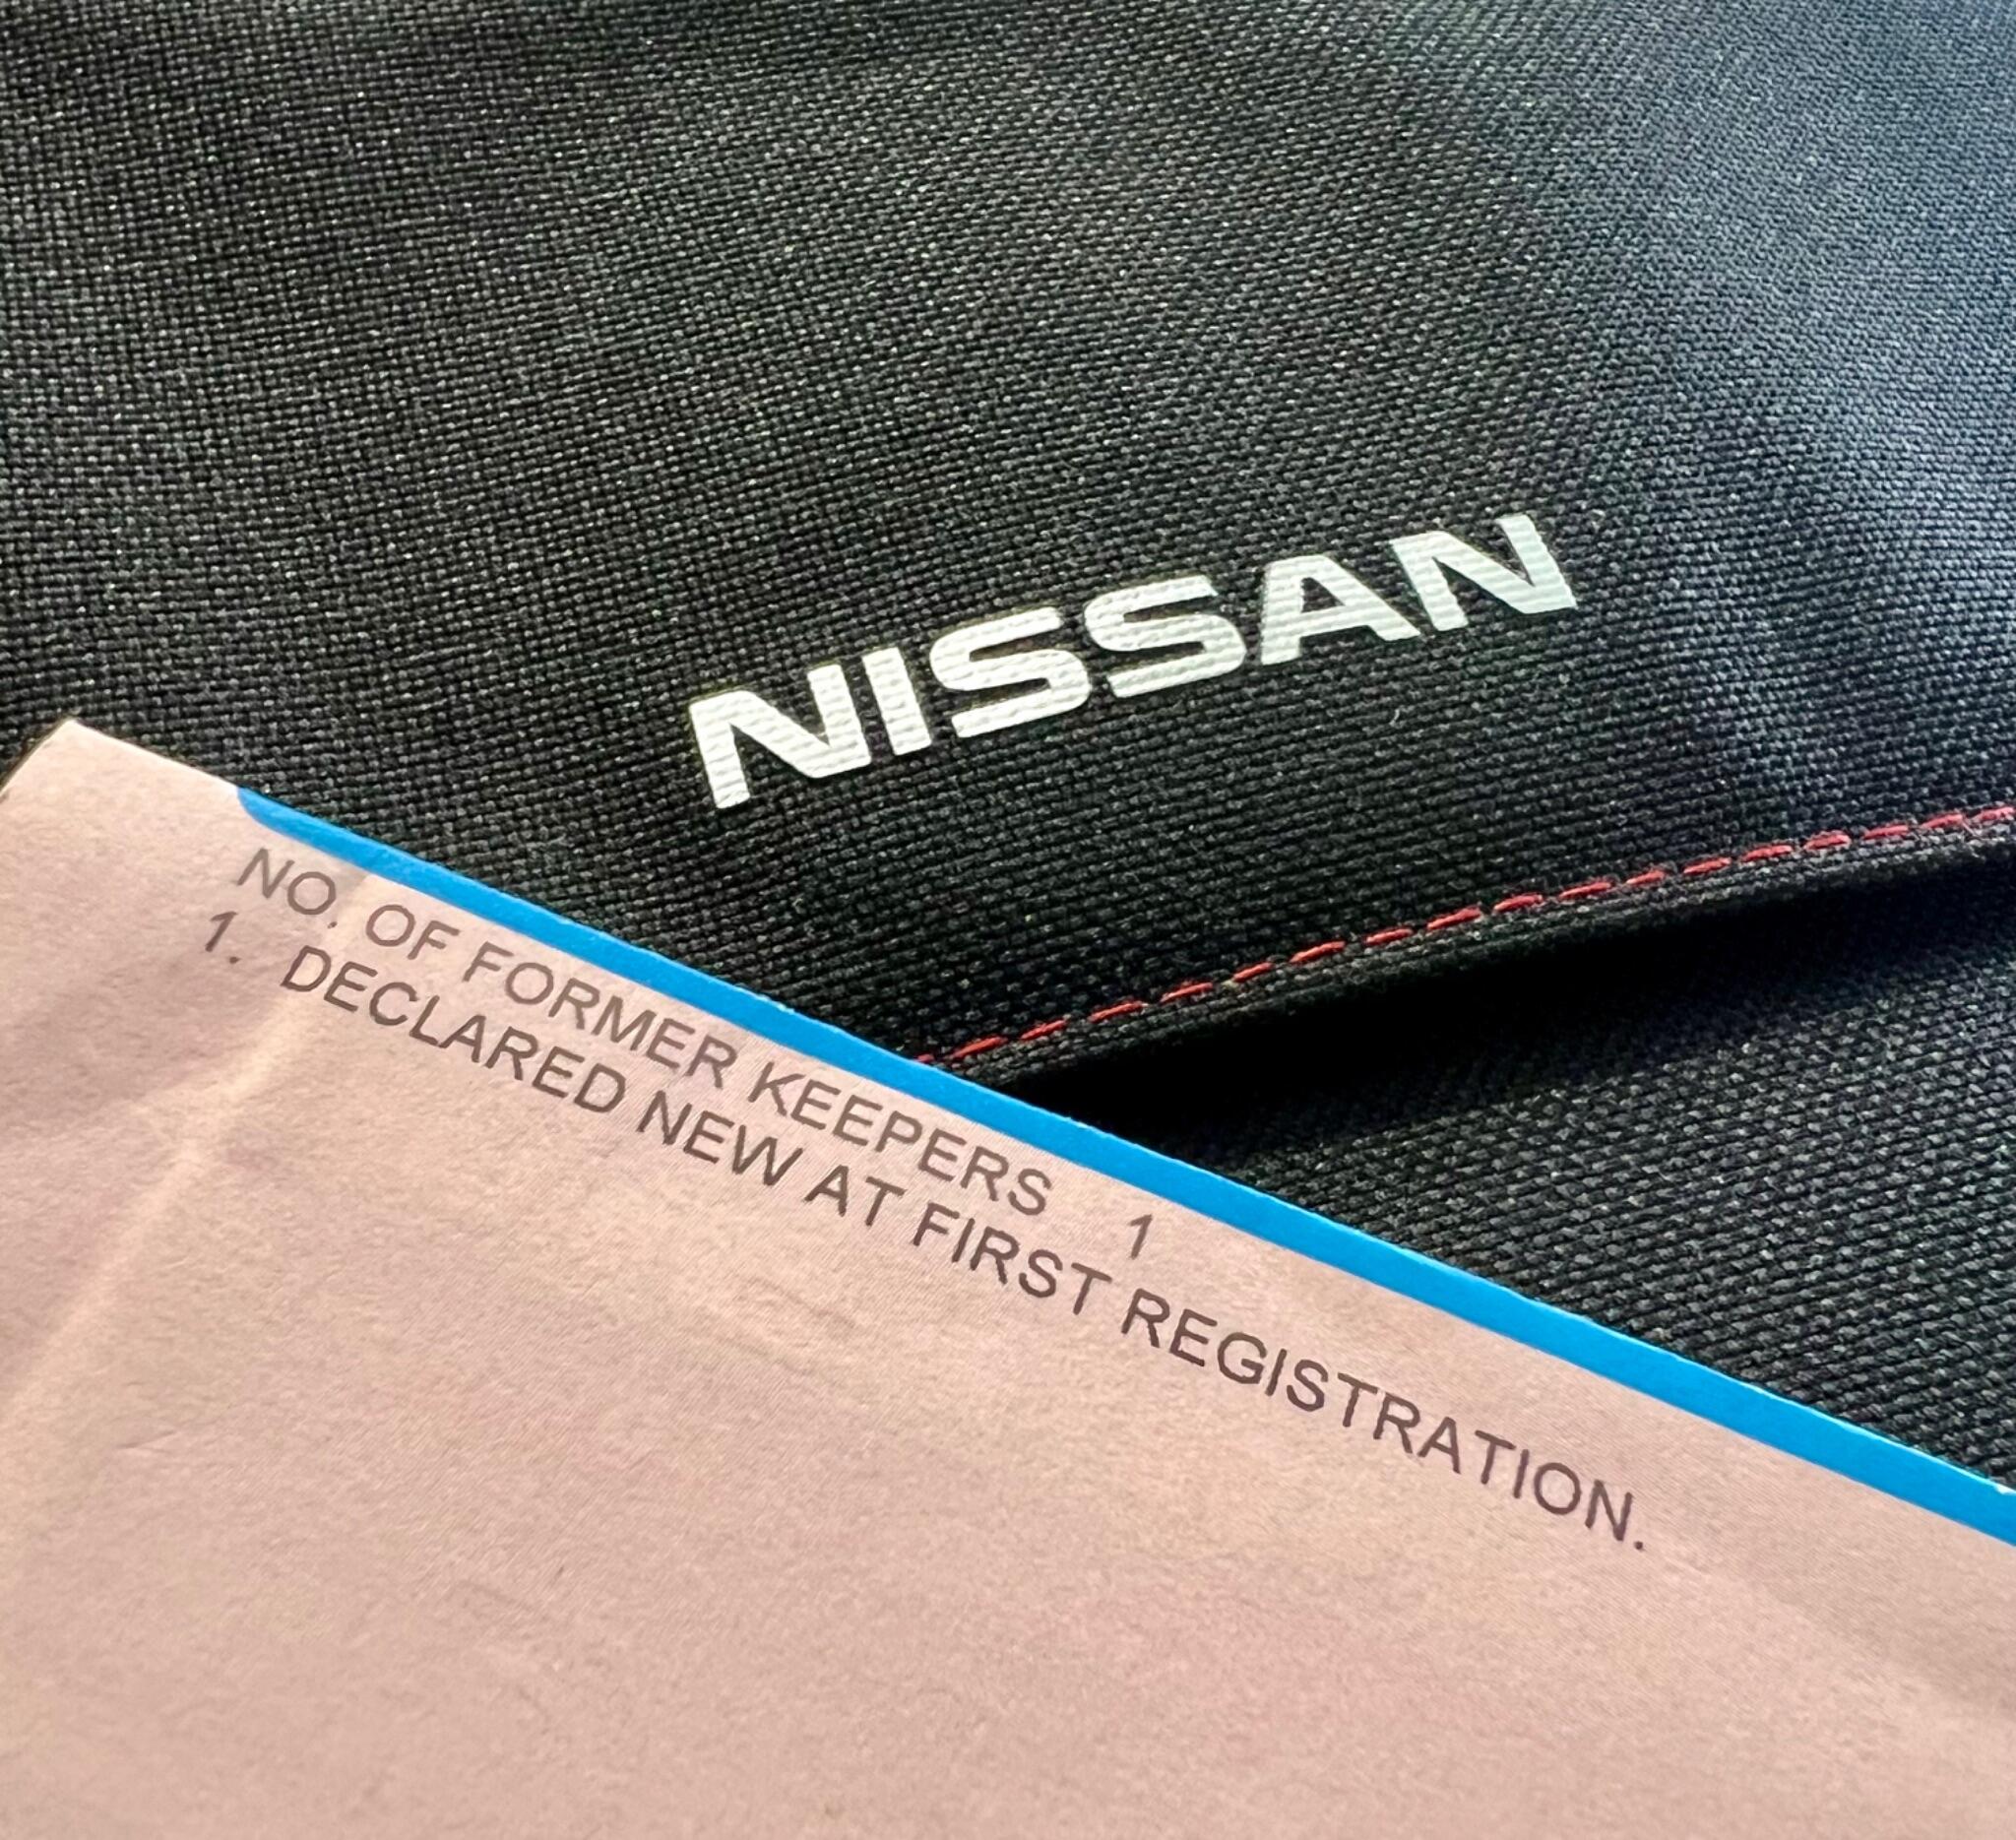 NISSAN
NO. OF FORMER KEEPERS 1
1. DECLARED NEW AT FIRST REGISTRATION.